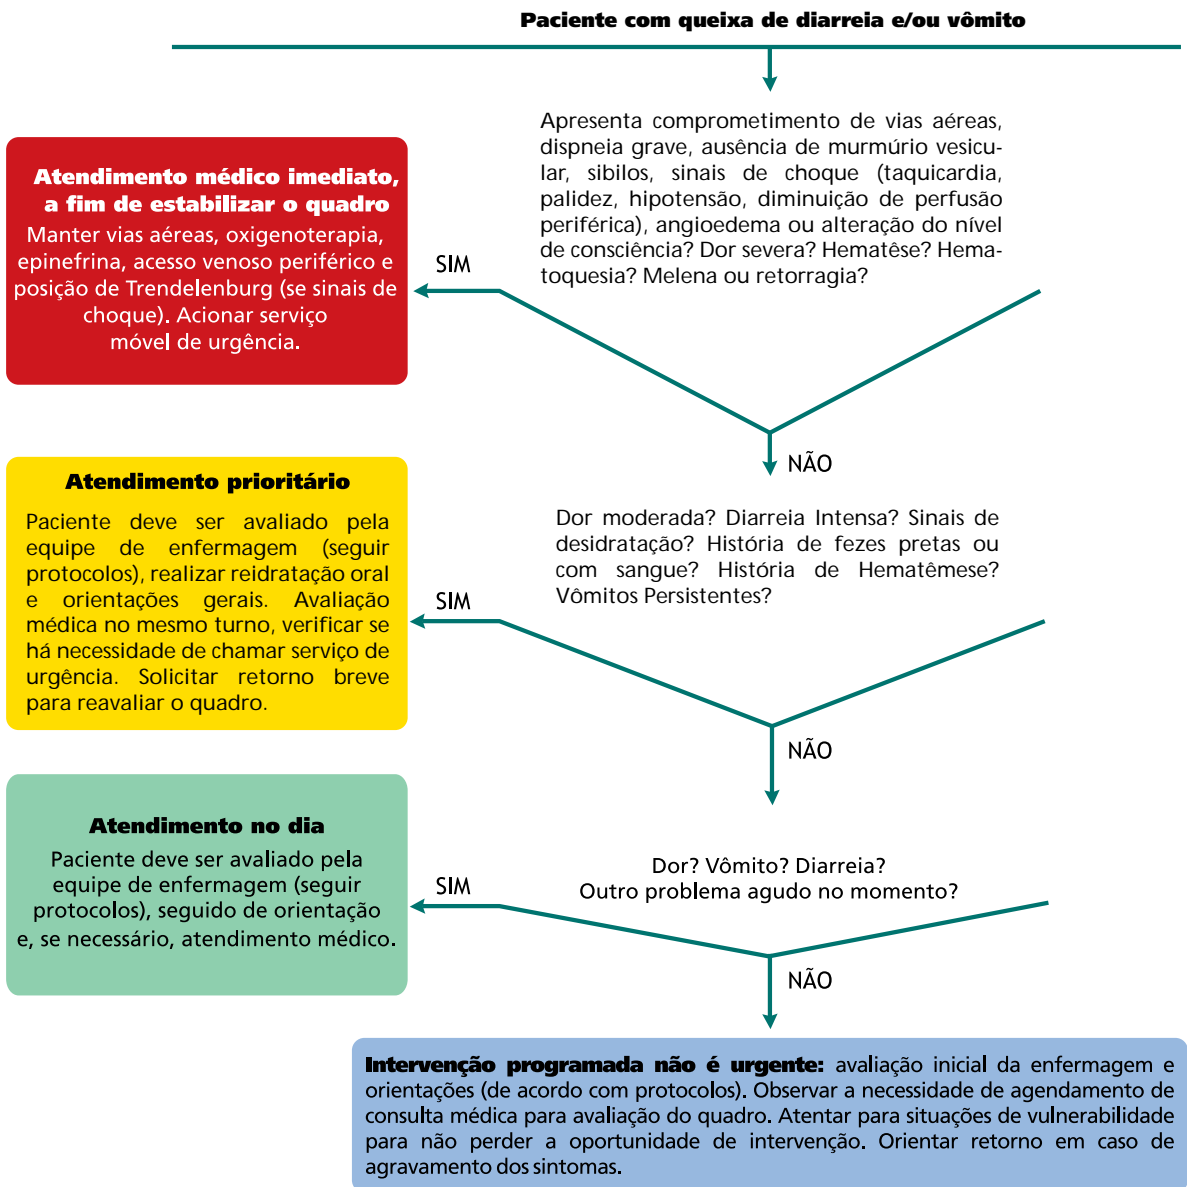 Paciente com queixa de diarreia e/ou vômito
Apresenta comprometimento de vias aéreas,
dispneia grave, ausência de murmúrio vesicu-
lar, sibilos, sinais de choque (taquicardia,
palidez, hipotensão, diminuição de perfusão
periférica), angioedema ou alteração do nível
de consciência? Dor severa? Hematêse? Hema-
toquesia? Melena ou retorragia?
SIM
Atendimento médico imediato,
a fim de estabilizar o quadro
Manter vias aéreas, oxigenoterapia,
epinefrina, acesso venoso periférico e
posição de Trendelenburg (se sinais de
choque). Acionar serviço
móvel de urgência.
NÃO
Dor moderada? Diarreia Intensa? Sinais de
desidratação? História de fezes pretas ou
com sangue? História de Hematêmese?
Vômitos Persistentes?
SIM
Atendimento prioritário
Paciente deve ser avaliado pela
equipe de enfermagem (seguir
protocolos), realizar reidratação oral
e orientações gerais. Avaliação
médica no mesmo turno, verificar se
há necessidade de chamar serviço de
urgência. Solicitar retorno breve
para reavaliar o quadro.
NÃO
Dor? Vômito? Diarreia?
Outro problema agudo no momento?
SIM
Atendimento no dia
Paciente deve ser avaliado pela
equipe de enfermagem (seguir
protocolos), seguido de orientação
e, se necessário, atendimento médico.
NÃO
Intervenção programada não é urgente: avaliação inicial da enfermagem e
orientações (de acordo com protocolos). Observar a necessidade de agendamento de
consulta médica para avaliação do quadro. Atentar para situações de vulnerabilidade
para não perder a oportunidade de intervenção. Orientar retorno em caso de
agravamento dos sintomas.